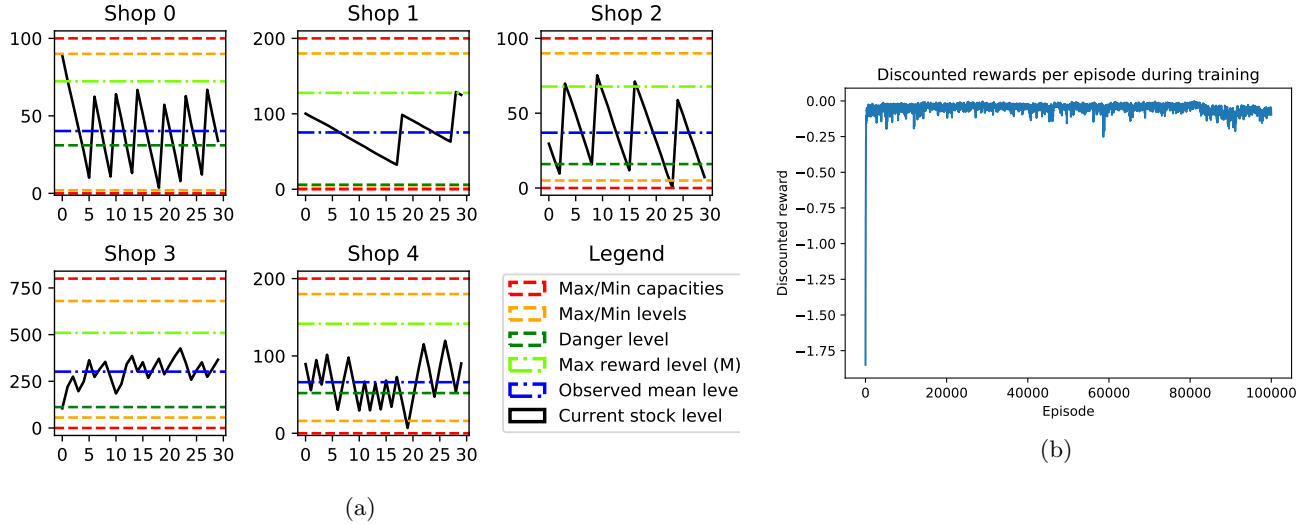 Shop 0
Shop 1
Shop 2
100
50
0
0 5 10 15 20 25 30
200
100
0
0 5 10 15 20 25 30
100
50
0
0 5 10 15 20 25 30
Shop 3
Shop 4
Legend
750
500
250
0
0 5 10 15 20 25 30
200
100
0
0 5 10 15 20 25 30
Max/Min capacities
Max/Min levels
Danger level
Max reward level (M)
Observed mean leve
Current stock level
(a)
Discounted rewards per episode during training
Discounted reward
0.00
−0.25
−0.50
−0.75
−1.00
−1.25
−1.50
−1.75
0 20000 40000 60000 80000 100000
Episode
(b)